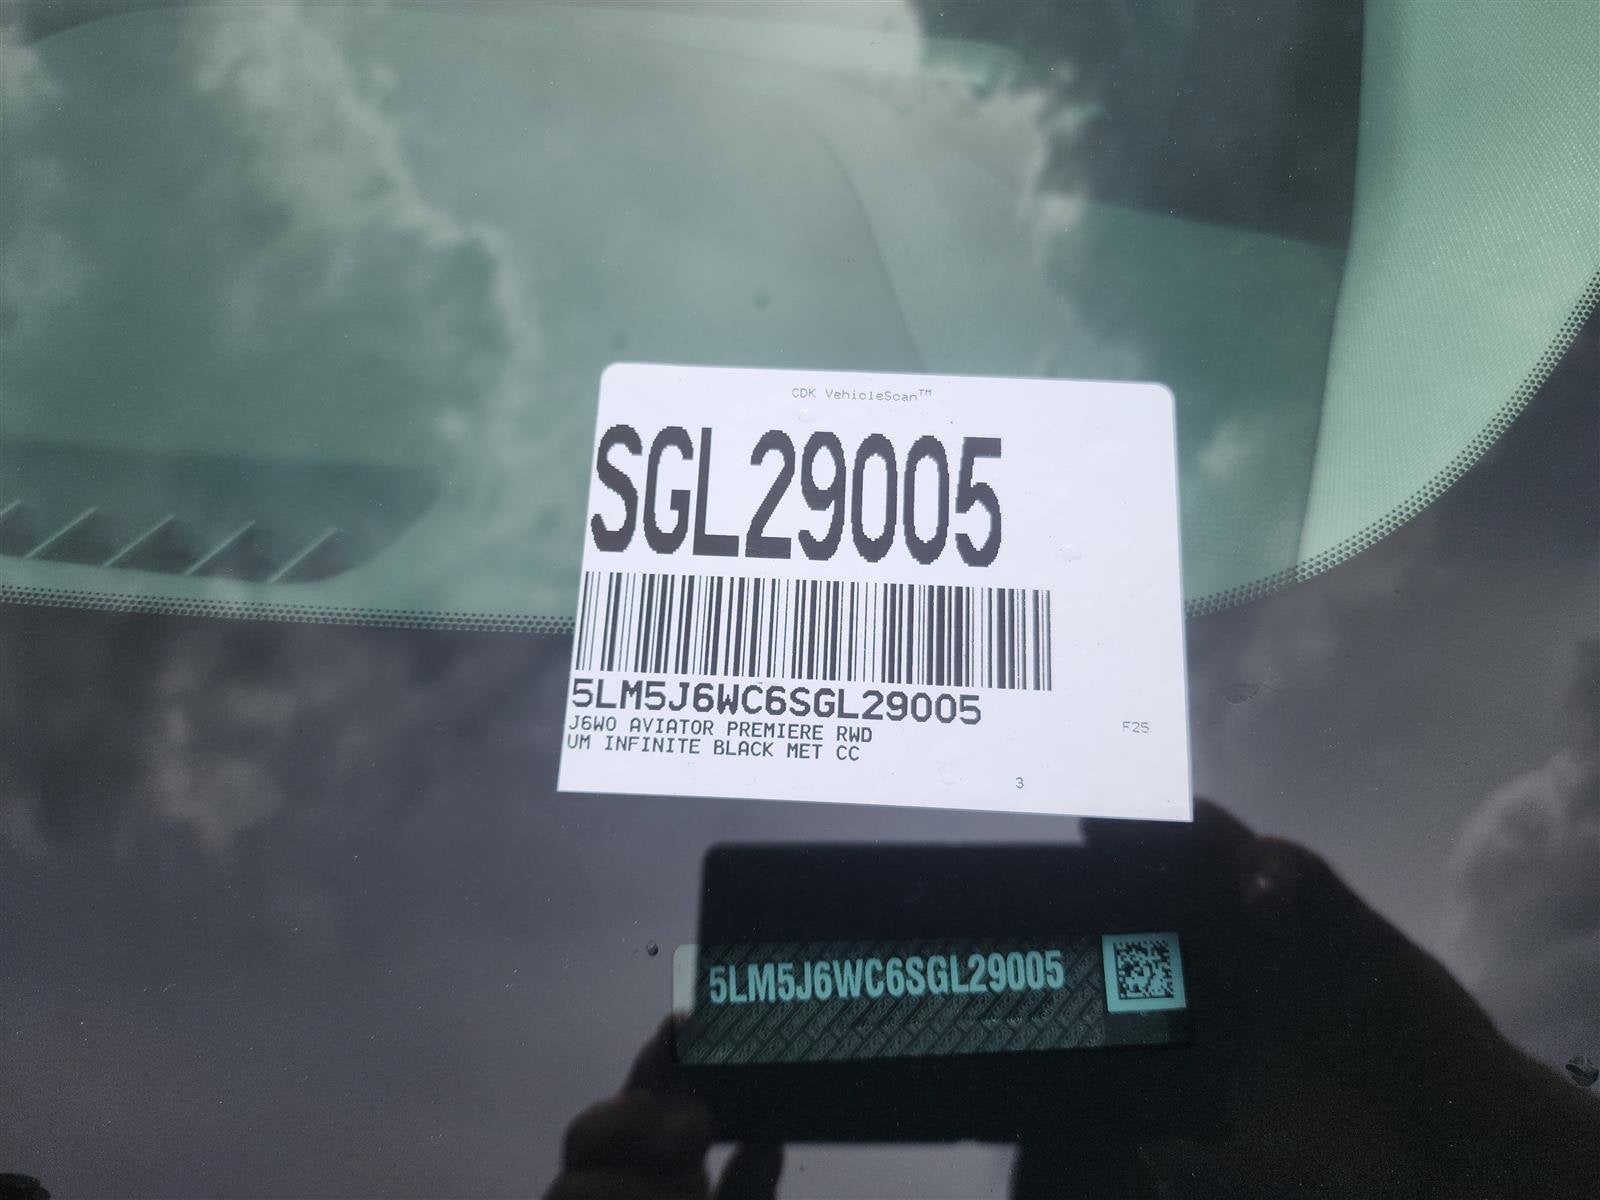 CDK VehicleScan™
SGL29005
5LM5J6WC6SGL29005
J6W0 AVIATOR PREMIERE RWD
F25
UM INFINITE BLACK MET CC
3
5LM5J6WC6SGL29005